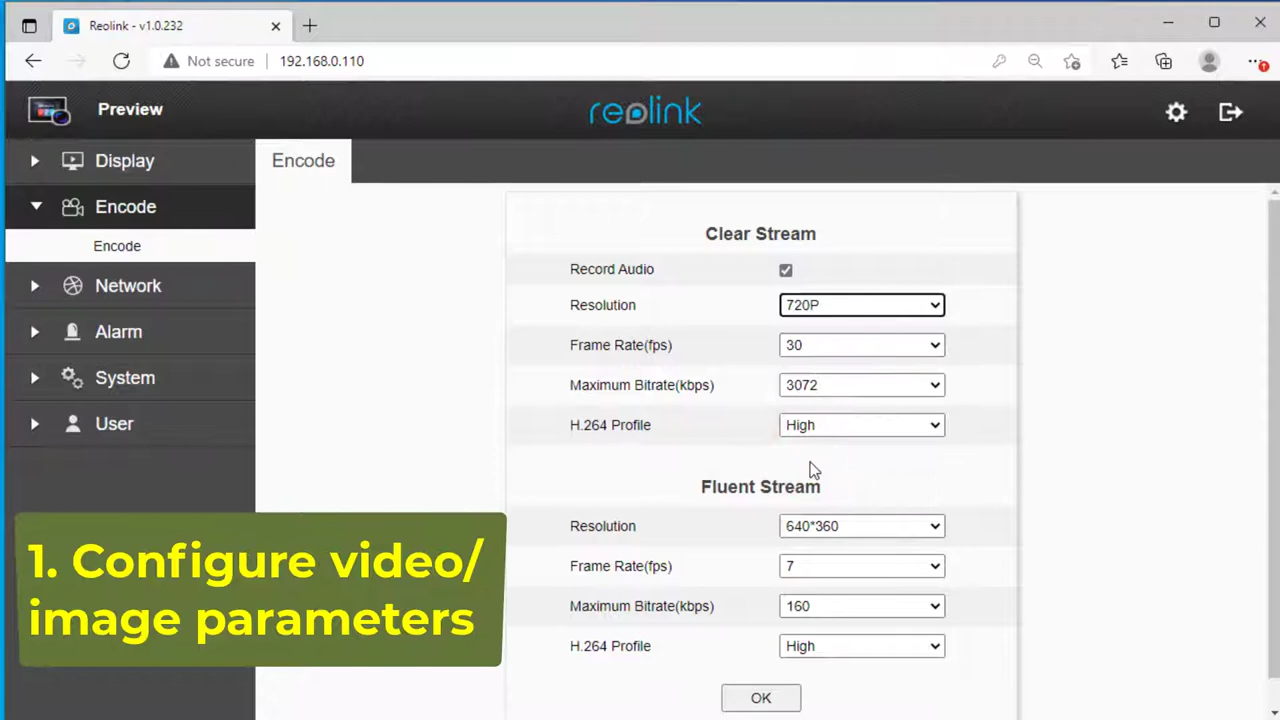 Reolink - v1.0.232
Not secure 192.168.0.110
Preview
reolink
Display
Encode
Encode
Network
Alarm
System
User
Encode
Clear Stream
Record Audio
Resolution 720P
Frame Rate(fps) 30
Maximum Bitrate(kbps) 3072
H.264 Profile High
Fluent Stream
Resolution 640*360
Frame Rate(fps) 7
Maximum Bitrate(kbps) 160
H.264 Profile High
OK
1. Configure video/
image parameters